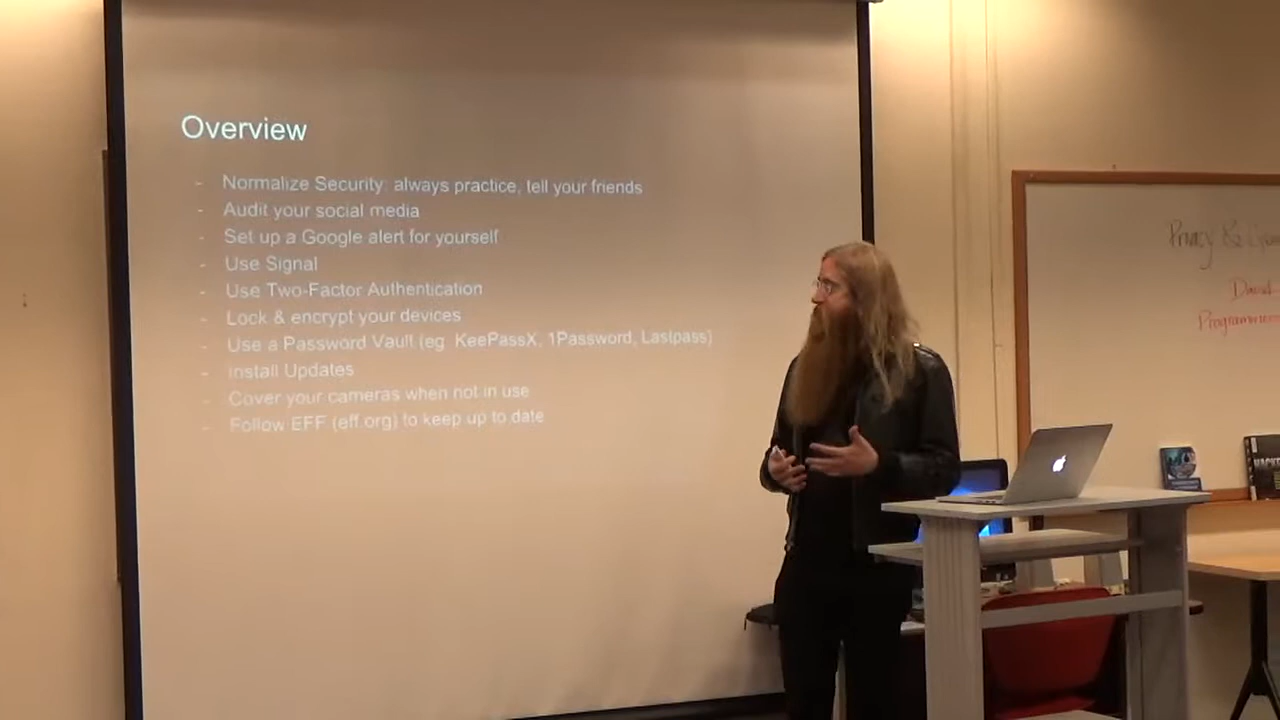 Overview
- Normalize Security: always practice, tell your friends
- Audit your social media
- Set up a Google alert for yourself
- Use Signal
- Use Two-Factor Authentication
- Lock & encrypt your devices
- Use a Password Vault (eg. KeePassX, 1Password, Lastpass)
- Install Updates
- Cover your cameras when not in use
- Follow EFF (eff.org) to keep up to date
Privacy &
David